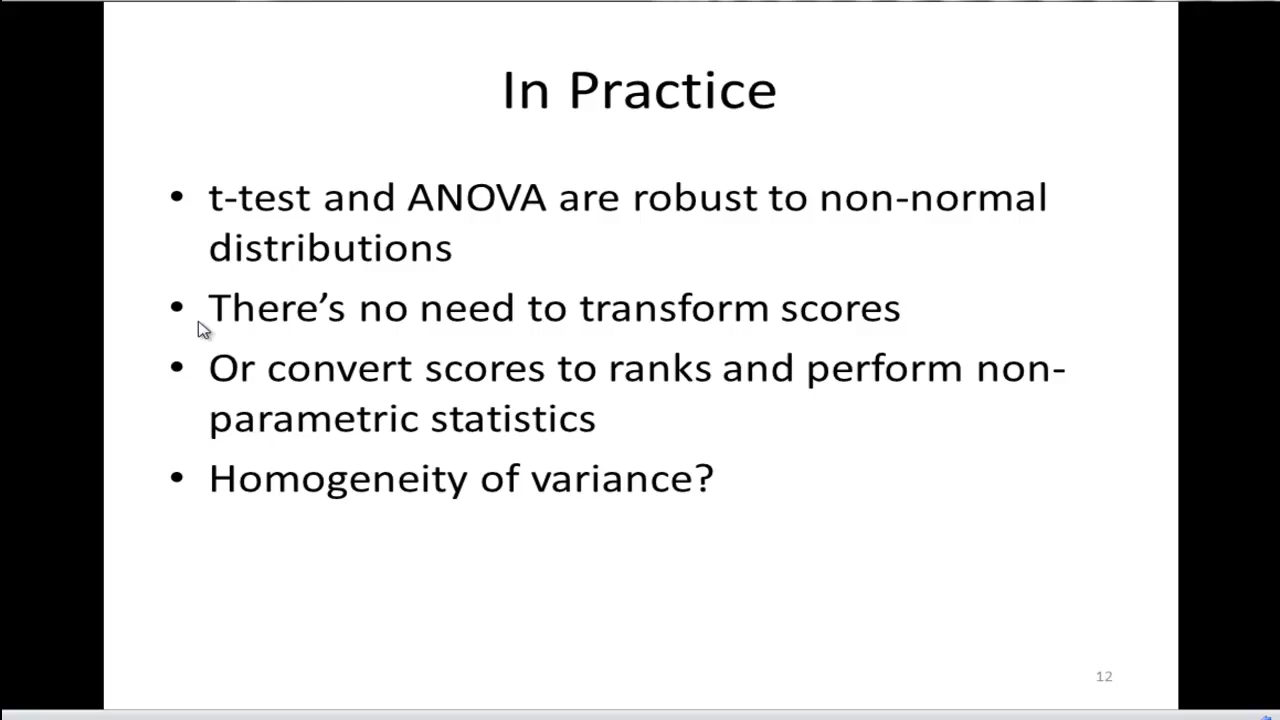 In Practice
• t-test and ANOVA are robust to non-normal
distributions
• There’s no need to transform scores
• Or convert scores to ranks and perform non-
parametric statistics
• Homogeneity of variance?
12